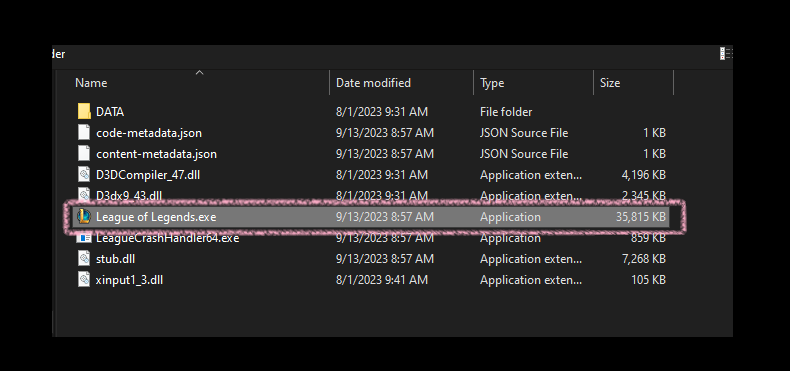 der
Name Date modified Type Size
DATA 8/1/2023 9:31 AM File folder
code-metadata.json 9/13/2023 8:57 AM JSON Source File 1 KB
content-metadata.json 9/13/2023 8:57 AM JSON Source File 1 KB
D3DCompiler_47.dll 8/1/2023 9:31 AM Application exten... 4,196 KB
D3dx9_43.dll 8/1/2023 9:31 AM Application exten... 2,345 KB
League of Legends.exe 9/13/2023 8:57 AM Application 35,815 KB
LeagueCrashHandler64.exe 9/13/2023 8:57 AM Application 859 KB
stub.dll 9/13/2023 8:57 AM Application exten... 7,268 KB
xinput1_3.dll 8/1/2023 9:41 AM Application exten... 105 KB